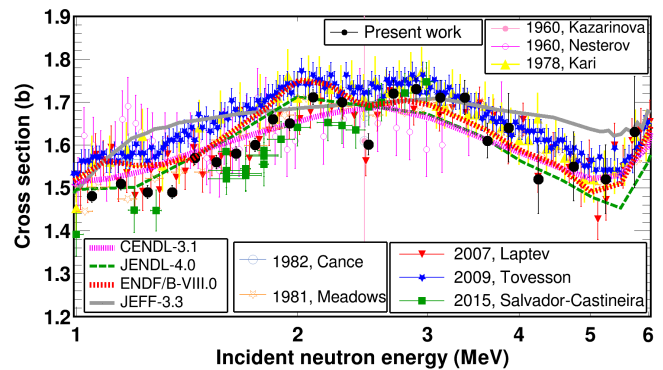 1.9
1.8
1.7
1.6
1.5
1.4
1.3
1.2
Cross section (b)
Present work
1960, Kazarinova
1960, Nesterov
1978, Kari
CENDL-3.1
JENDL-4.0
ENDF/B-VIII.0
JEFF-3.3
1982, Cance
1981, Meadows
2007, Laptev
2009, Tovesson
2015, Salvador-Castineira
1 2 3 4 5 6
Incident neutron energy (MeV)